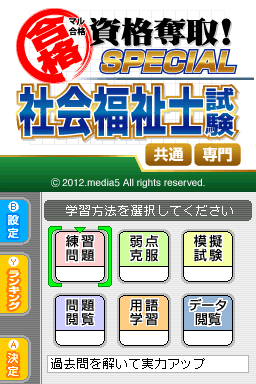 合格
マル合格
資格奪取!
SPECIAL
社会福祉士試験
共通 専門
© 2012.media5 All rights reserved.
学習方法を選択してください
B 設定
Y ランキング
A 決定
練習問題
弱点克服
模擬試験
問題閲覧
用語学習
データ閲覧
過去問を解いて実力アップ